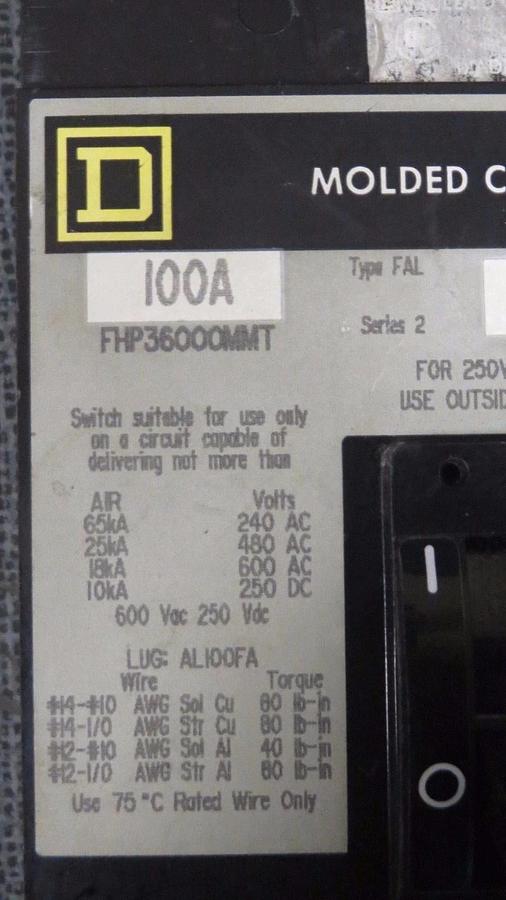 D
MOLDED C
100A
Type FAL
FHP36000MMT
Series 2
FOR 250V
USE OUTSID
Switch suitable for use only
on a circuit capable of
delivering not more than
AIR Volts
65kA 240 AC
25kA 480 AC
18kA 600 AC
10kA 250 DC
600 Vac 250 Vdc
LUG: AL100FA
Wire Torque
#14-#10 AWG Sol Cu 80 lb-in
#14-1/0 AWG Str Cu 80 lb-in
#12-#10 AWG Sol Al 40 lb-in
#12-1/0 AWG Str Al 80 lb-in
Use 75°C Rated Wire Only
I
O